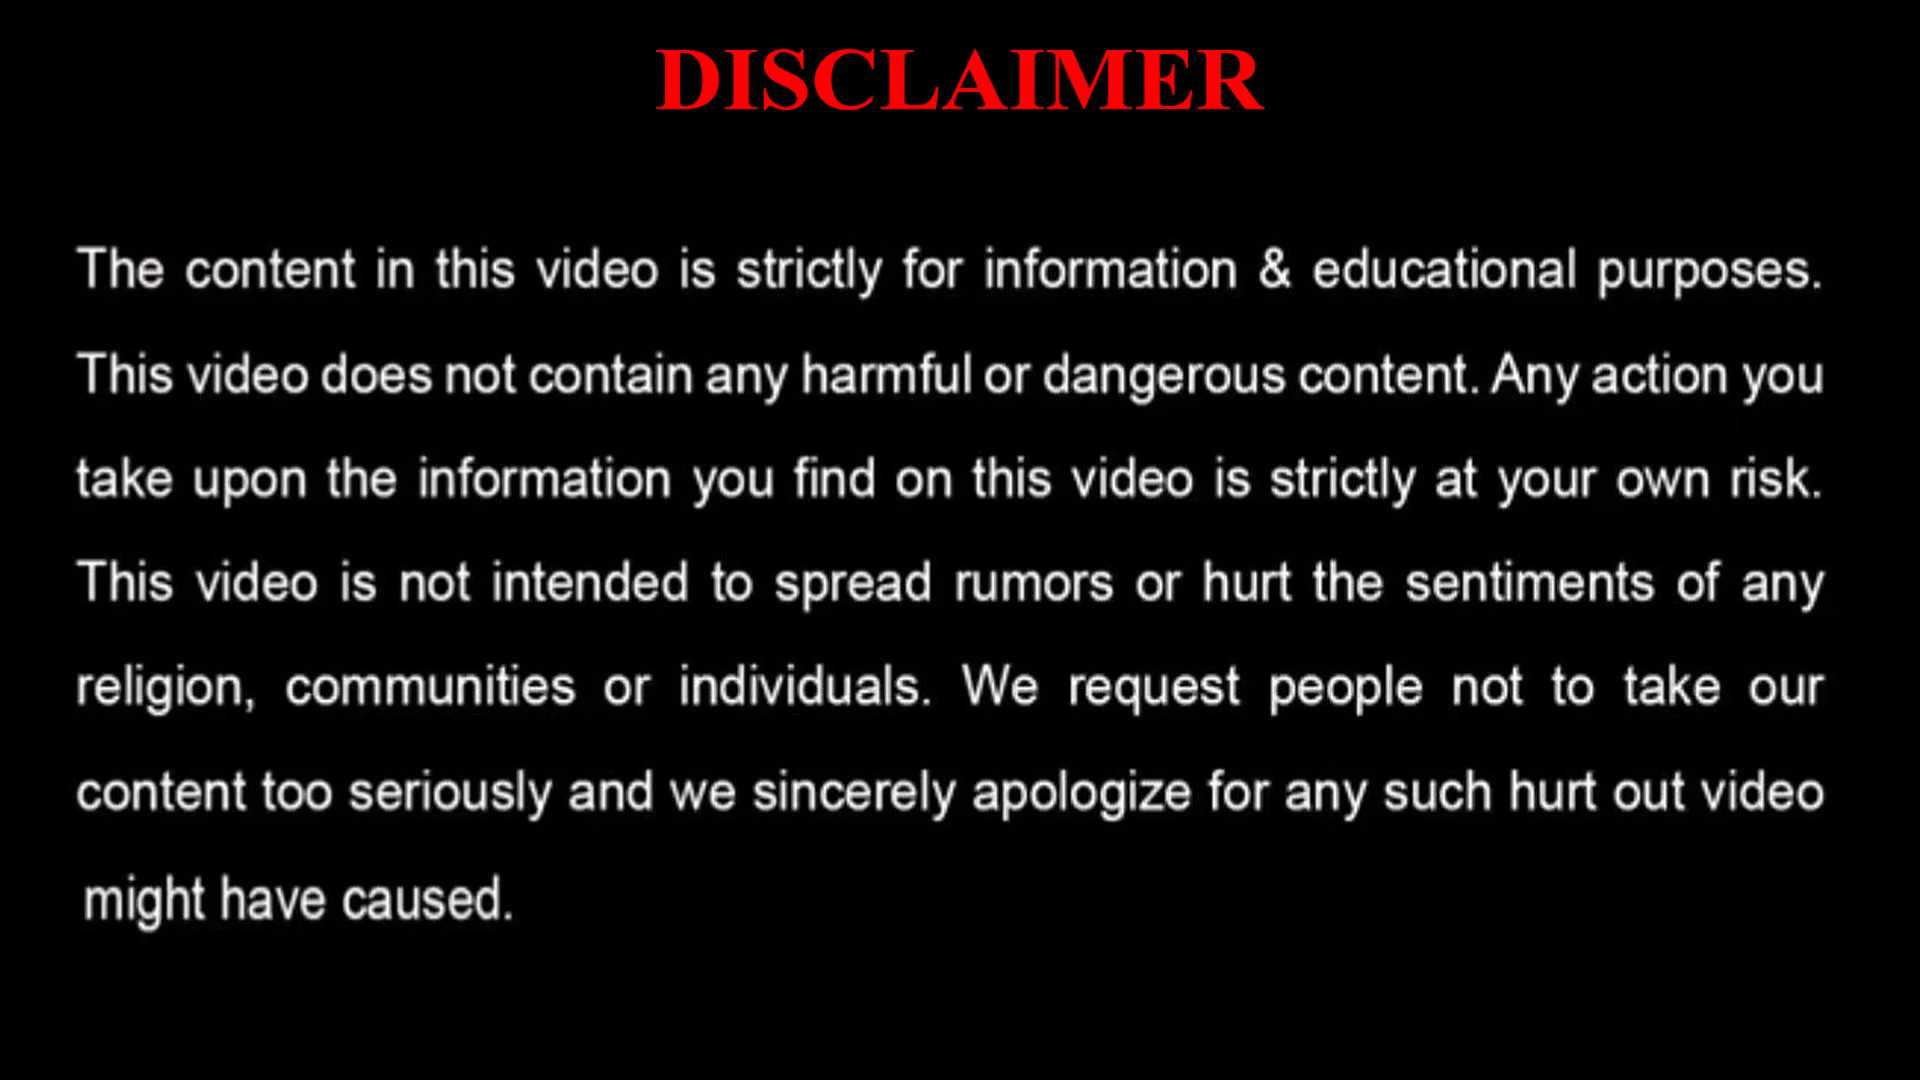 DISCLAIMER
The content in this video is strictly for information & educational purposes.
This video does not contain any harmful or dangerous content. Any action you
take upon the information you find on this video is strictly at your own risk.
This video is not intended to spread rumors or hurt the sentiments of any
religion, communities or individuals. We request people not to take our
content too seriously and we sincerely apologize for any such hurt out video
might have caused.